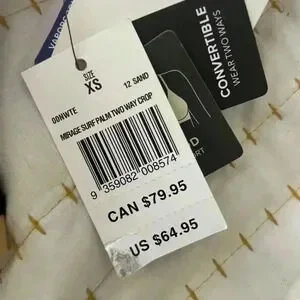 SIZE
XS
00NWTE
12 SAND
MIRAGE SURF PALM TWO WAY CROP
9 359082 008574
CAN $79.95
US $64.95
CONVERTIBLE
WEAR TWO WAYS